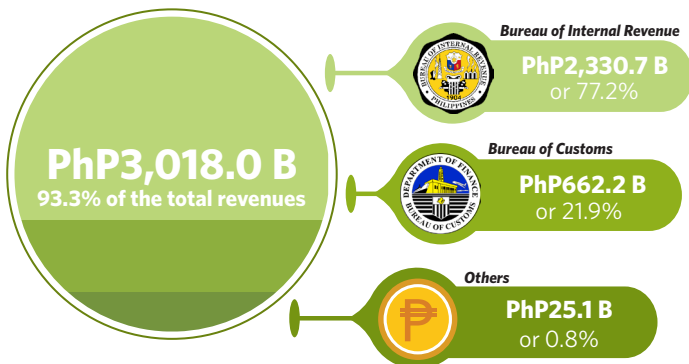 PhP3,018.0 B
93.3% of the total revenues
Bureau of Internal Revenue
BUREAU OF INTERNAL REVENUE
1904
PHILIPPINES
PhP2,330.7 B
or 77.2%
Bureau of Customs
DEPARTMENT OF FINANCE
BUREAU OF CUSTOMS
PhP662.2 B
or 21.9%
Others
₱
PhP25.1 B
or 0.8%